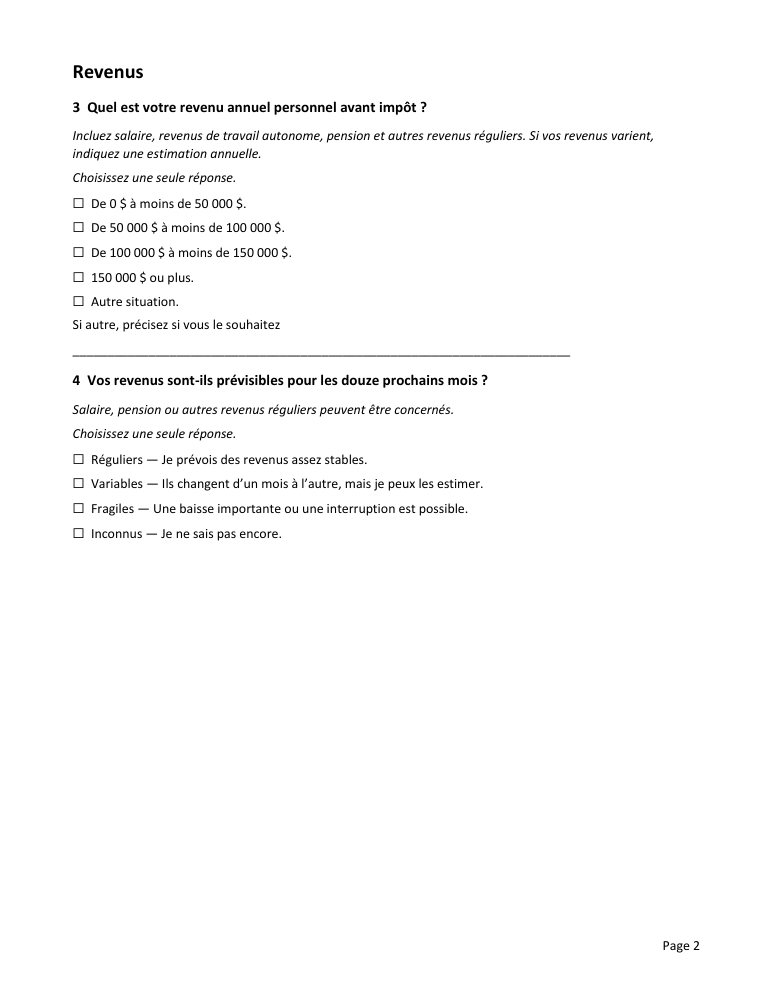 Revenus
3 Quel est votre revenu annuel personnel avant impôt ?
Incluez salaire, revenus de travail autonome, pension et autres revenus réguliers. Si vos revenus varient,
indiquez une estimation annuelle.
Choisissez une seule réponse.
☐ De 0 $ à moins de 50 000 $.
☐ De 50 000 $ à moins de 100 000 $.
☐ De 100 000 $ à moins de 150 000 $.
☐ 150 000 $ ou plus.
☐ Autre situation.
Si autre, précisez si vous le souhaitez
_______________________________________________________________________
4 Vos revenus sont-ils prévisibles pour les douze prochains mois ?
Salaire, pension ou autres revenus réguliers peuvent être concernés.
Choisissez une seule réponse.
☐ Réguliers — Je prévois des revenus assez stables.
☐ Variables — Ils changent d’un mois à l’autre, mais je peux les estimer.
☐ Fragiles — Une baisse importante ou une interruption est possible.
☐ Inconnus — Je ne sais pas encore.
Page 2